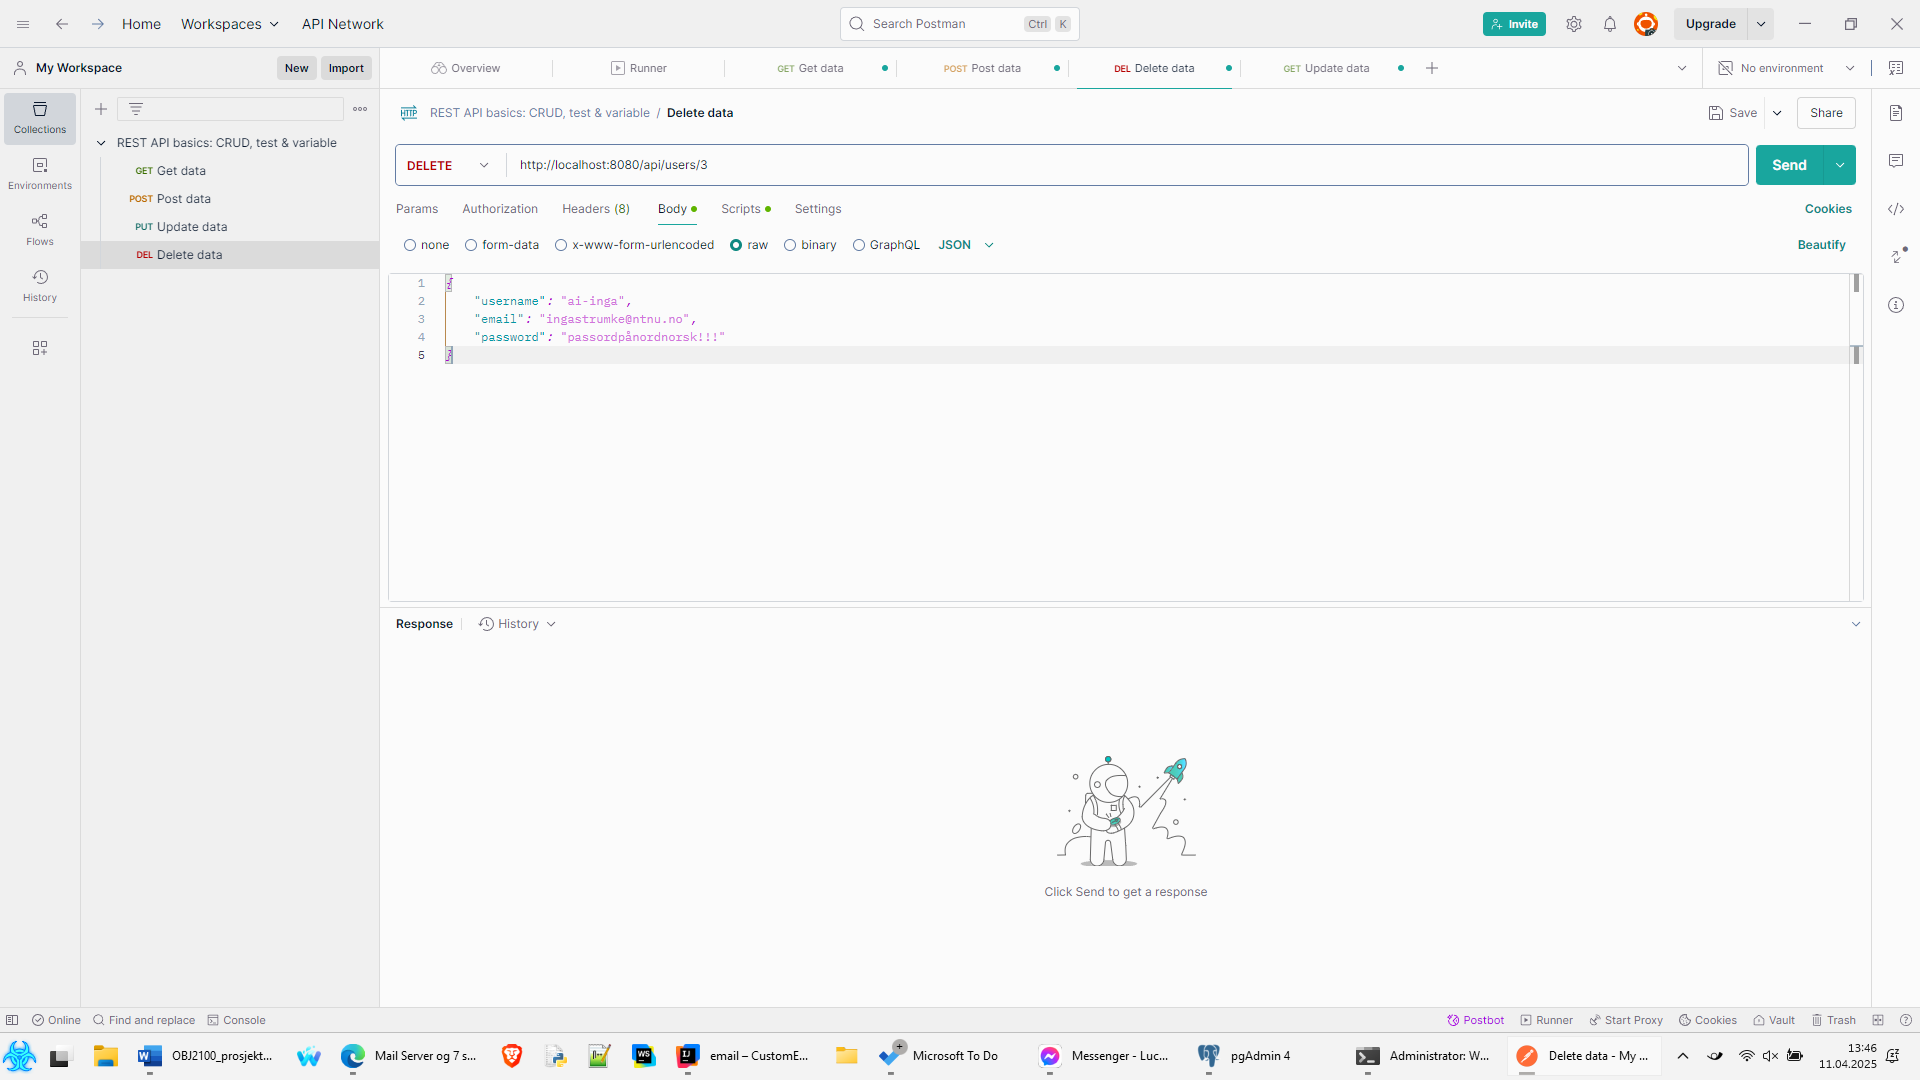 Home
Workspaces
API Network
Search Postman
Ctrl
K
Invite
Upgrade
My Workspace
New
Import
Overview
Runner
GET Get data
POST Post data
DEL Delete data
GET Update data
No environment
Collections
Environments
Flows
History
REST API basics: CRUD, test & variable
GET Get data
POST Post data
PUT Update data
DEL Delete data
HTTP
REST API basics: CRUD, test & variable / Delete data
Save
Share
DELETE
http://localhost:8080/api/users/3
Send
Params
Authorization
Headers (8)
Body
Scripts
Settings
Cookies
none
form-data
x-www-form-urlencoded
raw
binary
GraphQL
JSON
Beautify
1 {
2 "username": "ai-inga",
3 "email": "ingastrumke@ntnu.no",
4 "password": "passordpånordnorsk!!!"
5 }
Response
History
Click Send to get a response
Online
Find and replace
Console
Postbot
Runner
Start Proxy
Cookies
Vault
Trash
OBJ2100_prosjekt...
Mail Server og 7 s...
WS
email – CustomE...
Microsoft To Do
Messenger - Luc...
pgAdmin 4
Administrator: W...
Delete data - My ...
13:46
11.04.2025